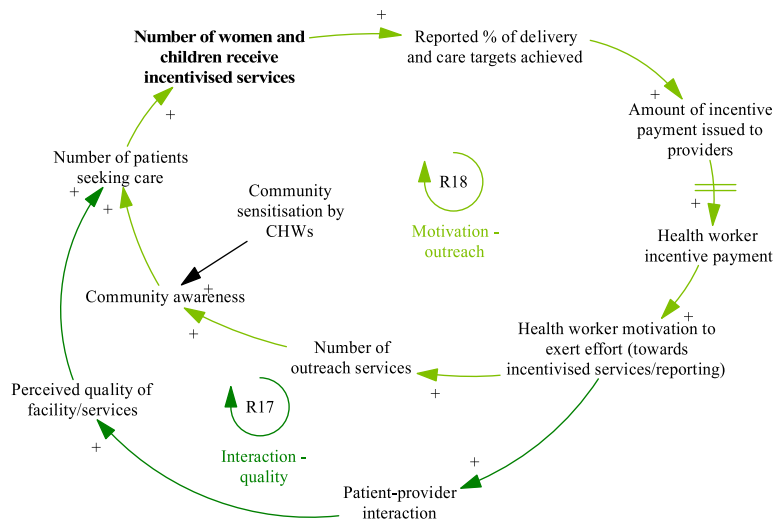 Number of women and
children receive
incentivised services
+
Reported % of delivery
and care targets achieved
+
Amount of incentive
payment issued to
providers
+
Health worker
incentive payment
+
Health worker motivation to
exert effort (towards
incentivised services/reporting)
+
Number of
outreach services
+
Community awareness
+
Community
sensitisation by
CHWs
+
Number of patients
seeking care
+
+
+
Perceived quality of
facility/services
+
Patient-provider
interaction
+
R18
Motivation -
outreach
R17
Interaction -
quality